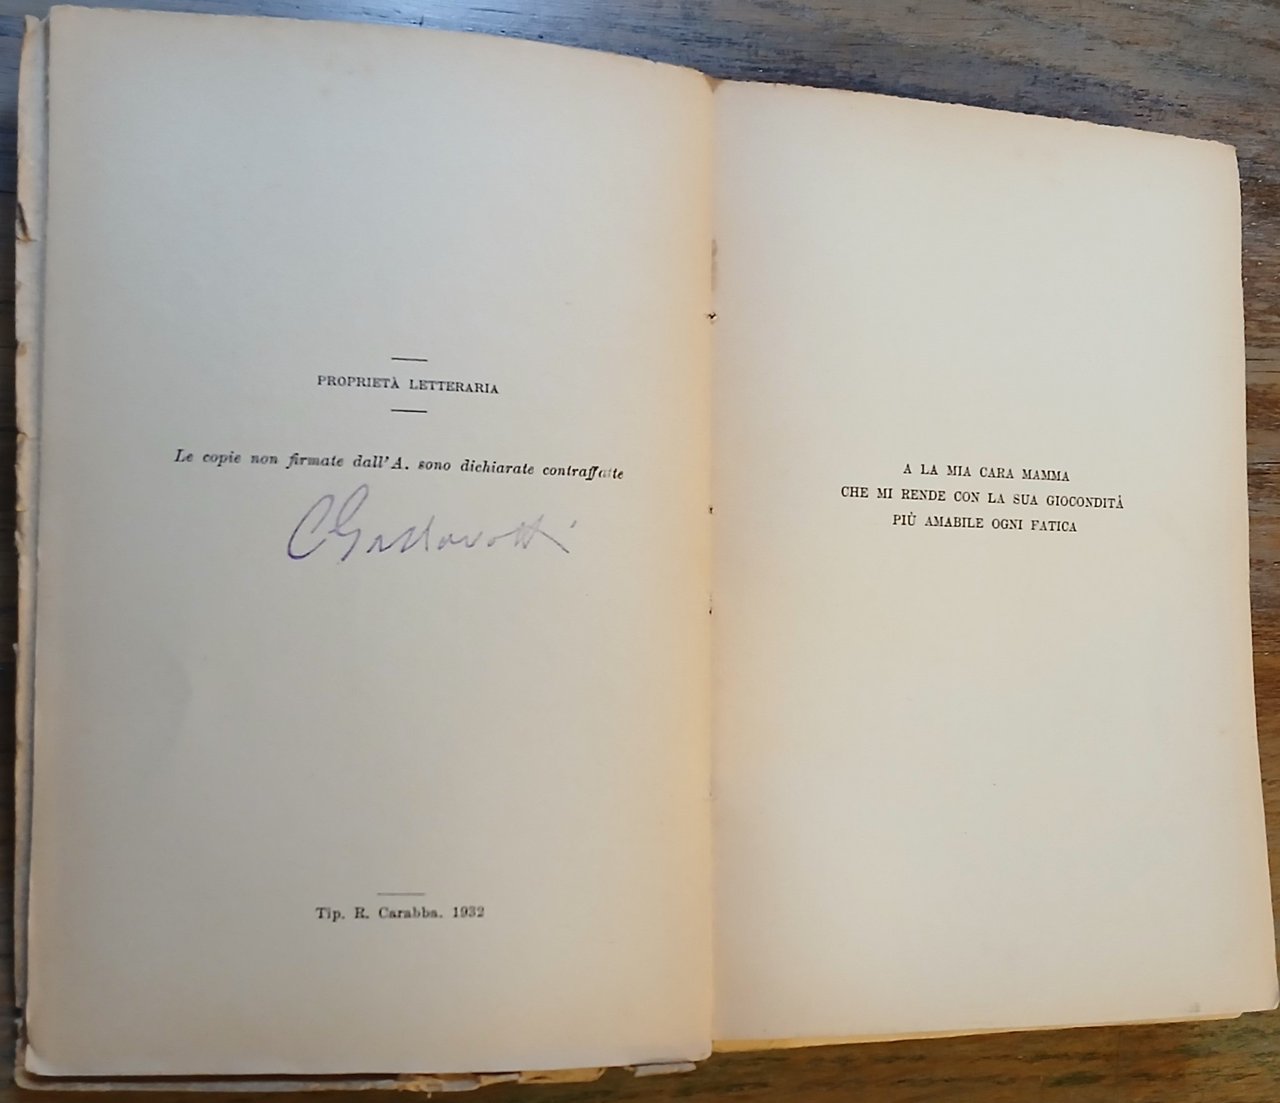 PROPRIETÀ LETTERARIA
Le copie non firmate dall'A. sono dichiarate contraffatte
Tip. R. Carabba. 1932
A LA MIA CARA MAMMA
CHE MI RENDE CON LA SUA GIOCONDITÀ
PIÙ AMABILE OGNI FATICA